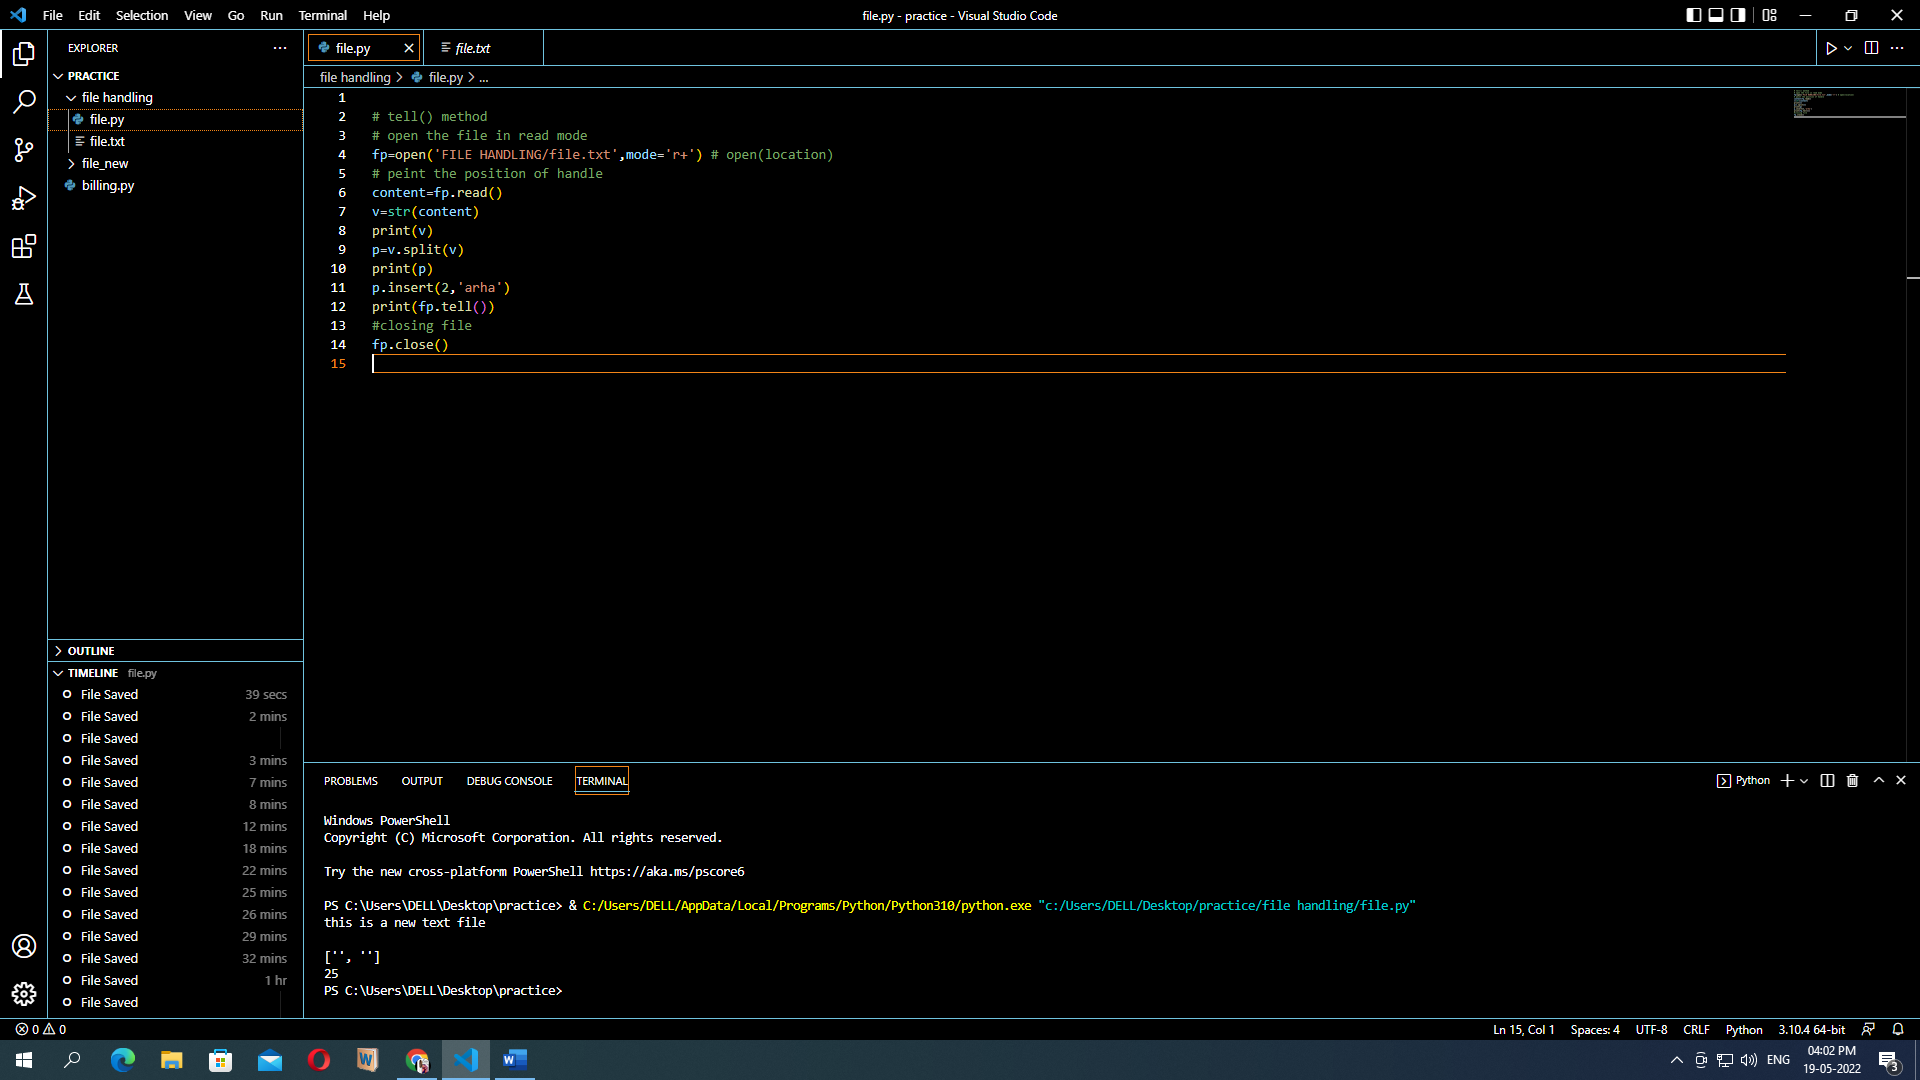 File Edit Selection View Go Run Terminal Help
file.py - practice - Visual Studio Code
EXPLORER
PRACTICE
file handling
file.py
file.txt
file_new
billing.py
OUTLINE
TIMELINE file.py
File Saved 39 secs
File Saved 2 mins
File Saved
File Saved 3 mins
File Saved 7 mins
File Saved 8 mins
File Saved 12 mins
File Saved 18 mins
File Saved 22 mins
File Saved 25 mins
File Saved 26 mins
File Saved 29 mins
File Saved 32 mins
File Saved 1 hr
File Saved
file.py file.txt
file handling > file.py > ...
1
2 # tell() method
3 # open the file in read mode
4 fp=open('FILE HANDLING/file.txt',mode='r+') # open(location)
5 # peint the position of handle
6 content=fp.read()
7 v=str(content)
8 print(v)
9 p=v.split(v)
10 print(p)
11 p.insert(2,'arha')
12 print(fp.tell())
13 #closing file
14 fp.close()
15
PROBLEMS OUTPUT DEBUG CONSOLE TERMINAL
Python
Windows PowerShell
Copyright (C) Microsoft Corporation. All rights reserved.
Try the new cross-platform PowerShell https://aka.ms/pscore6
PS C:\Users\DELL\Desktop\practice> & C:/Users/DELL/AppData/Local/Programs/Python/Python310/python.exe "c:/Users/DELL/Desktop/practice/file handling/file.py"
this is a new text file
['', '']
25
PS C:\Users\DELL\Desktop\practice>
0 0
Ln 15, Col 1 Spaces: 4 UTF-8 CRLF Python 3.10.4 64-bit
ENG
04:02 PM
19-05-2022
3